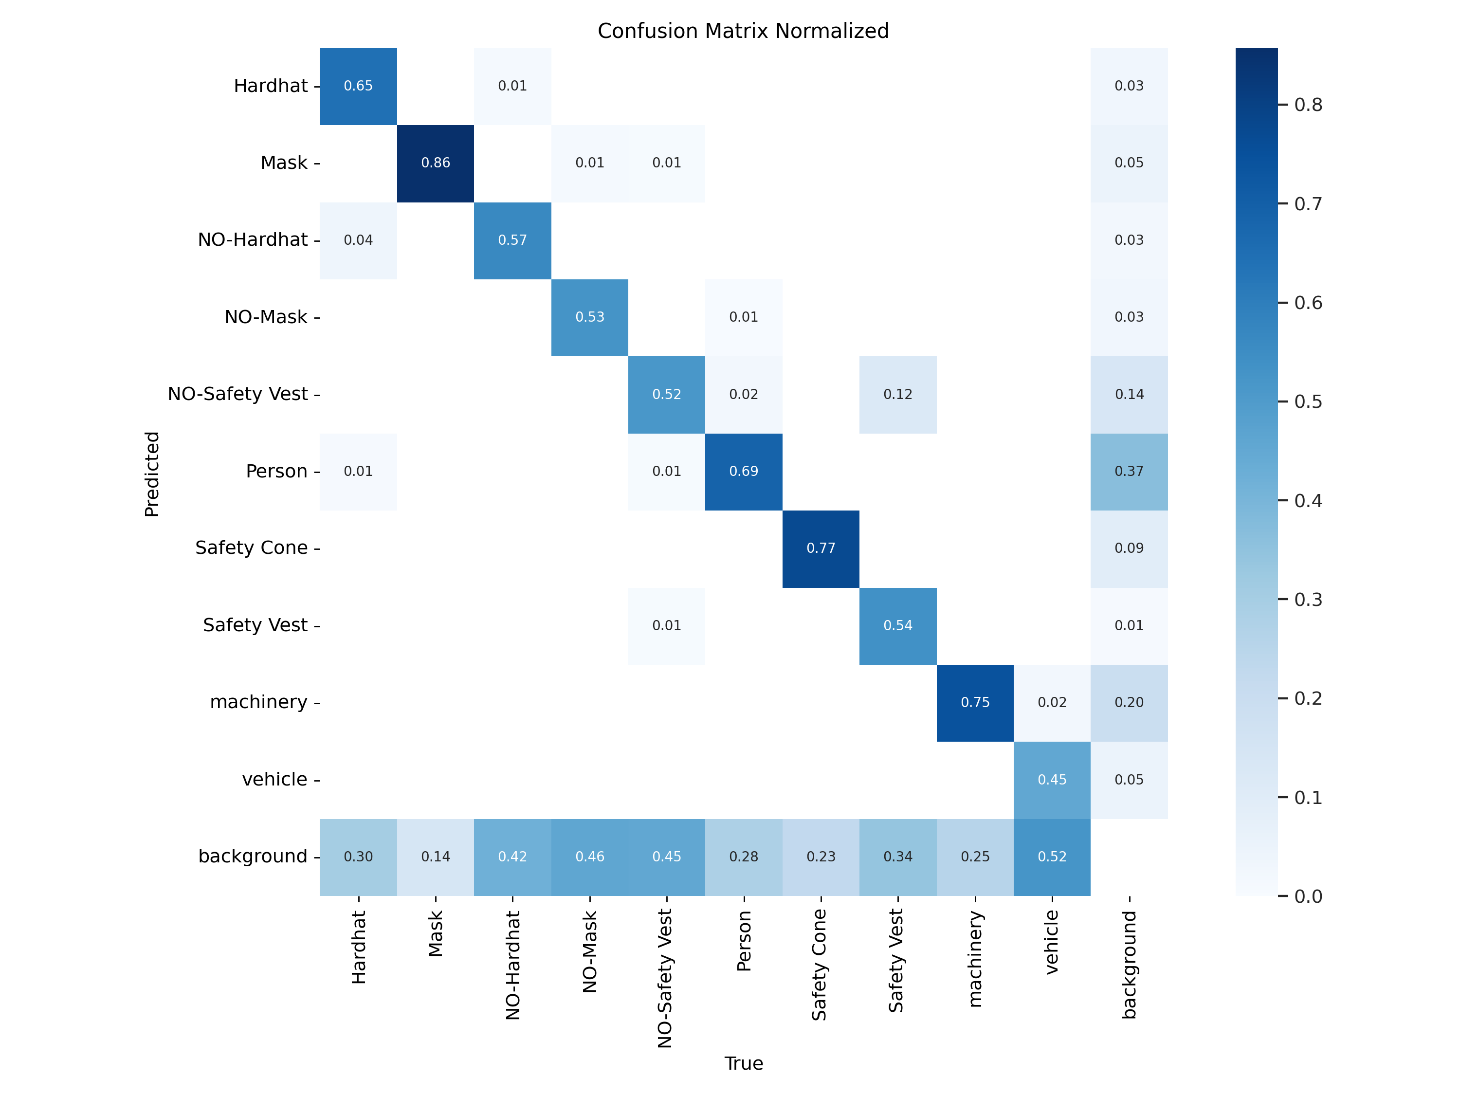 Confusion Matrix Normalized
Hardhat 0.65 0.01 0.03
Mask 0.86 0.01 0.01 0.05
NO-Hardhat 0.04 0.57 0.03
NO-Mask 0.53 0.01 0.03
NO-Safety Vest 0.52 0.02 0.12 0.14
Person 0.01 0.01 0.69 0.37
Safety Cone 0.77 0.09
Safety Vest 0.01 0.54 0.01
machinery 0.75 0.02 0.20
vehicle 0.45 0.05
background 0.30 0.14 0.42 0.46 0.45 0.28 0.23 0.34 0.25 0.52
Predicted
Hardhat
Mask
NO-Hardhat
NO-Mask
NO-Safety Vest
Person
Safety Cone
Safety Vest
machinery
vehicle
background
True
0.8
0.7
0.6
0.5
0.4
0.3
0.2
0.1
0.0